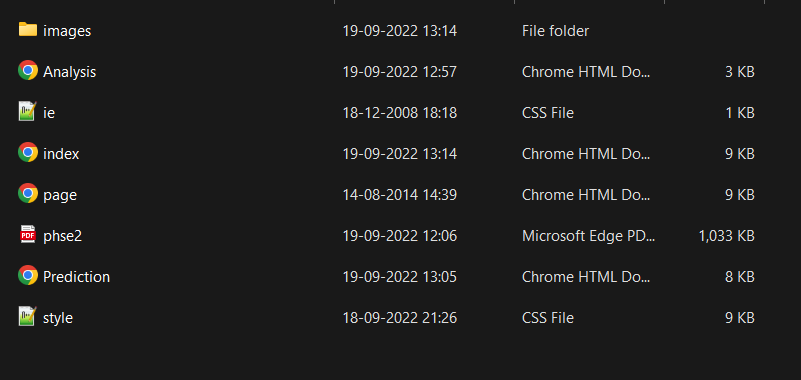 images 19-09-2022 13:14 File folder
Analysis 19-09-2022 12:57 Chrome HTML Do... 3 KB
ie 18-12-2008 18:18 CSS File 1 KB
index 19-09-2022 13:14 Chrome HTML Do... 9 KB
page 14-08-2014 14:39 Chrome HTML Do... 9 KB
PDF phse2 19-09-2022 12:06 Microsoft Edge PD... 1,033 KB
Prediction 19-09-2022 13:05 Chrome HTML Do... 8 KB
style 18-09-2022 21:26 CSS File 9 KB